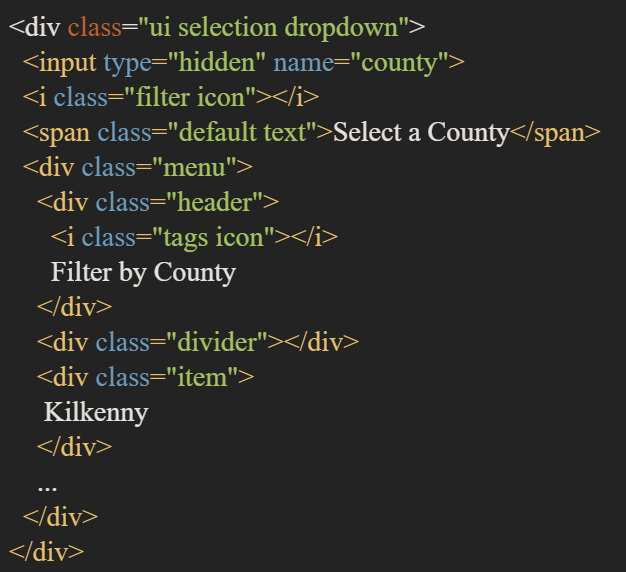 <div class="ui selection dropdown">
<input type="hidden" name="county">
<i class="filter icon"></i>
<span class="default text">Select a County</span>
<div class="menu">
<div class="header">
<i class="tags icon"></i>
Filter by County
</div>
<div class="divider"></div>
<div class="item">
Kilkenny
</div>
...
</div>
</div>